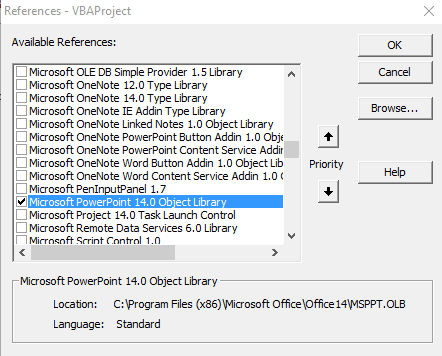 References - VBAProject
Available References:
OK
Microsoft OLE DB Simple Provider 1.5 Library
Cancel
Microsoft OneNote 12.0 Type Library
Microsoft OneNote 14.0 Type Library
Microsoft OneNote IE Addin Type Library
Browse...
Microsoft OneNote Linked Notes 1.0 Object Library
Microsoft OneNote PowerPoint Button Addin 1.0 Object
Microsoft OneNote PowerPoint Content Service Addin
Microsoft OneNote Word Button Addin 1.0 Object Lib
Priority
Microsoft OneNote Word Content Service Addin 1.0 O
Help
Microsoft PenInputPanel 1.7
Microsoft PowerPoint 14.0 Object Library
Microsoft Project 14.0 Task Launch Control
Microsoft Remote Data Services 6.0 Library
Microsoft Script Control 1.0
Microsoft PowerPoint 14.0 Object Library
Location: C:\Program Files (x86)\Microsoft Office\Office14\MSPPT.OLB
Language: Standard